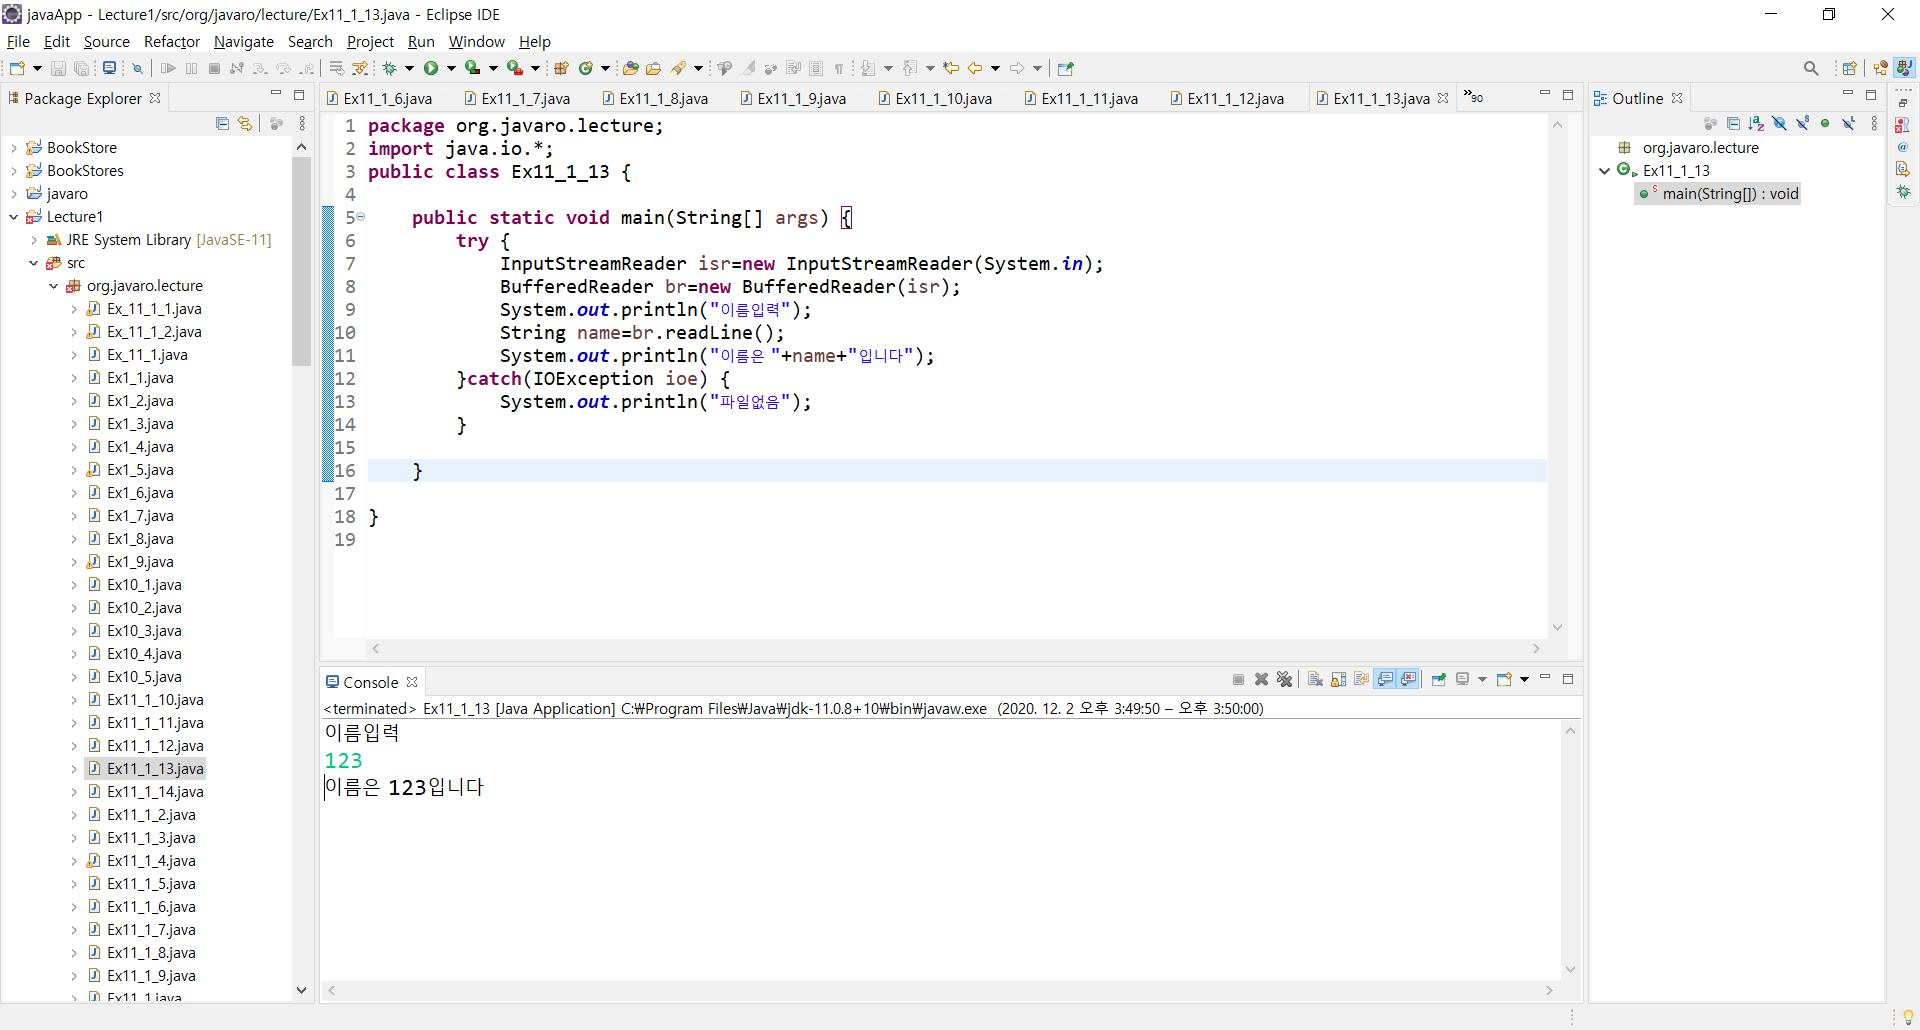 javaApp - Lecture1/src/org/javaro/lecture/Ex11_1_13.java - Eclipse IDE
File Edit Source Refactor Navigate Search Project Run Window Help
Package Explorer
BookStore
BookStores
javaro
Lecture1
JRE System Library [JavaSE-11]
src
org.javaro.lecture
Ex_11_1_1.java
Ex_11_1_2.java
Ex_11_1.java
Ex1_1.java
Ex1_2.java
Ex1_3.java
Ex1_4.java
Ex1_5.java
Ex1_6.java
Ex1_7.java
Ex1_8.java
Ex1_9.java
Ex10_1.java
Ex10_2.java
Ex10_3.java
Ex10_4.java
Ex10_5.java
Ex11_1_10.java
Ex11_1_11.java
Ex11_1_12.java
Ex11_1_13.java
Ex11_1_14.java
Ex11_1_2.java
Ex11_1_3.java
Ex11_1_4.java
Ex11_1_5.java
Ex11_1_6.java
Ex11_1_7.java
Ex11_1_8.java
Ex11_1_9.java
Ex11_1.java
Ex11_1_6.java Ex11_1_7.java Ex11_1_8.java Ex11_1_9.java Ex11_1_10.java Ex11_1_11.java Ex11_1_12.java Ex11_1_13.java »90
1 package org.javaro.lecture;
2 import java.io.*;
3 public class Ex11_1_13 {
4
5 public static void main(String[] args) {
6 try {
7 InputStreamReader isr=new InputStreamReader(System.in);
8 BufferedReader br=new BufferedReader(isr);
9 System.out.println("이름입력");
10 String name=br.readLine();
11 System.out.println("이름은 "+name+"입니다");
12 }catch(IOException ioe) {
13 System.out.println("파일없음");
14 }
15
16 }
17
18 }
19
Console
<terminated> Ex11_1_13 [Java Application] C:₩Program Files₩Java₩jdk-11.0.8+10₩bin₩javaw.exe (2020. 12. 2 오후 3:49:50 – 오후 3:50:00)
이름입력
123
이름은 123입니다
Outline
org.javaro.lecture
Ex11_1_13
main(String[]) : void